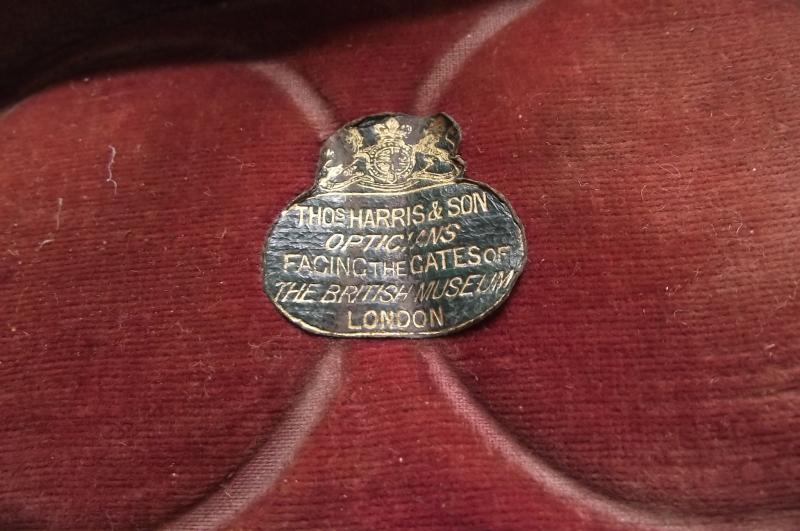 THOS HARRIS & SON
OPTICIANS
FACING THE GATES OF
THE BRITISH MUSEUM
LONDON